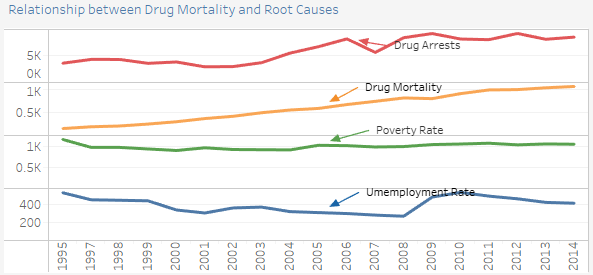 Relationship between Drug Mortality and Root Causes
Drug Arrests
5K
0K
Drug Mortality
1K
0.5K
Poverty Rate
1K
0.5K
Umemployment Rate
400
200
1995 1997 1998 1999 2000 2001 2002 2003 2004 2005 2006 2007 2008 2009 2010 2011 2012 2013 2014